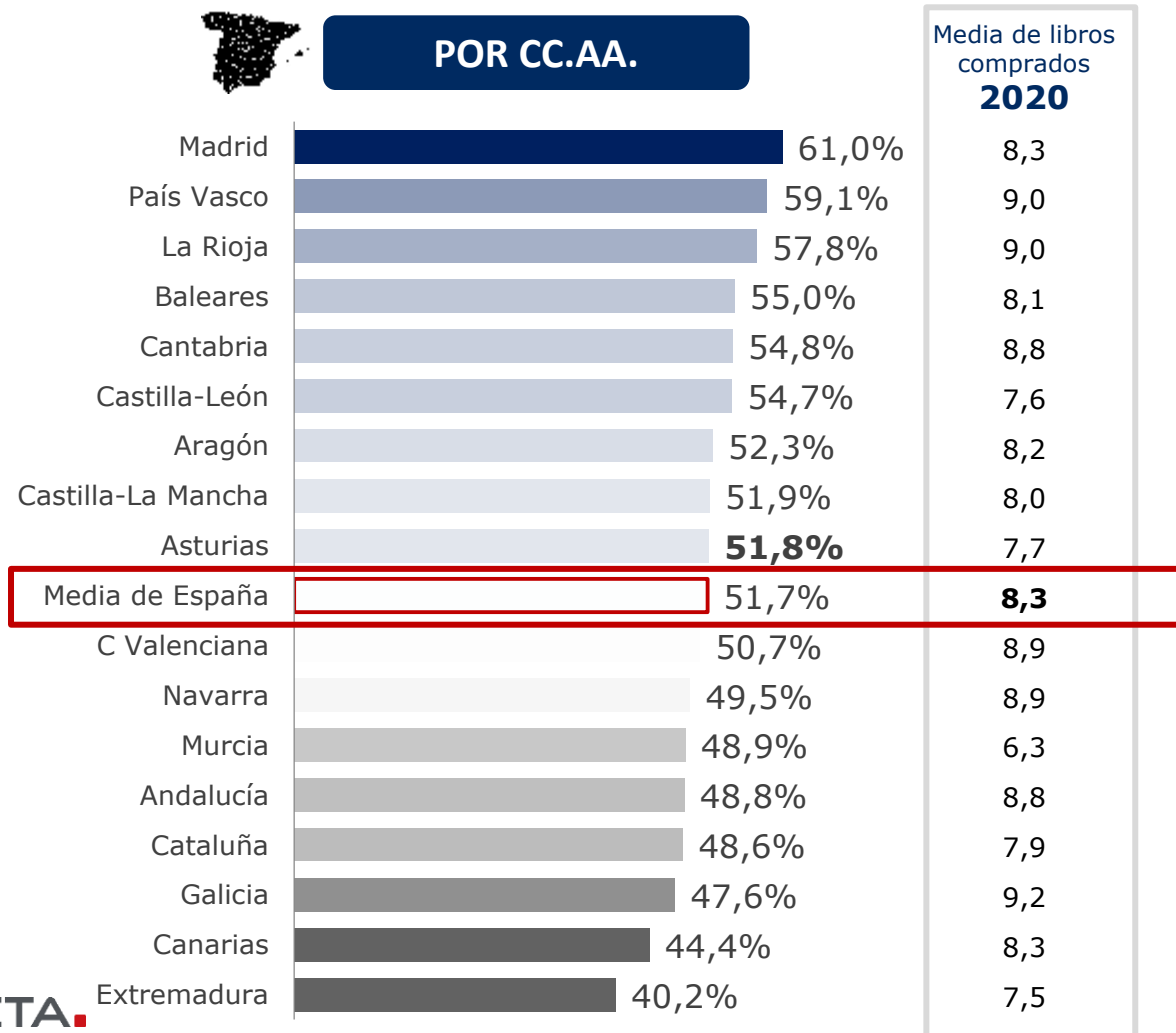 POR CC.AA.
Media de libros
comprados
2020
Madrid 61,0% 8,3
País Vasco 59,1% 9,0
La Rioja 57,8% 9,0
Baleares 55,0% 8,1
Cantabria 54,8% 8,8
Castilla-León 54,7% 7,6
Aragón 52,3% 8,2
Castilla-La Mancha 51,9% 8,0
Asturias 51,8% 7,7
Media de España 51,7% 8,3
C Valenciana 50,7% 8,9
Navarra 49,5% 8,9
Murcia 48,9% 6,3
Andalucía 48,8% 8,8
Cataluña 48,6% 7,9
Galicia 47,6% 9,2
Canarias 44,4% 8,3
Extremadura 40,2% 7,5